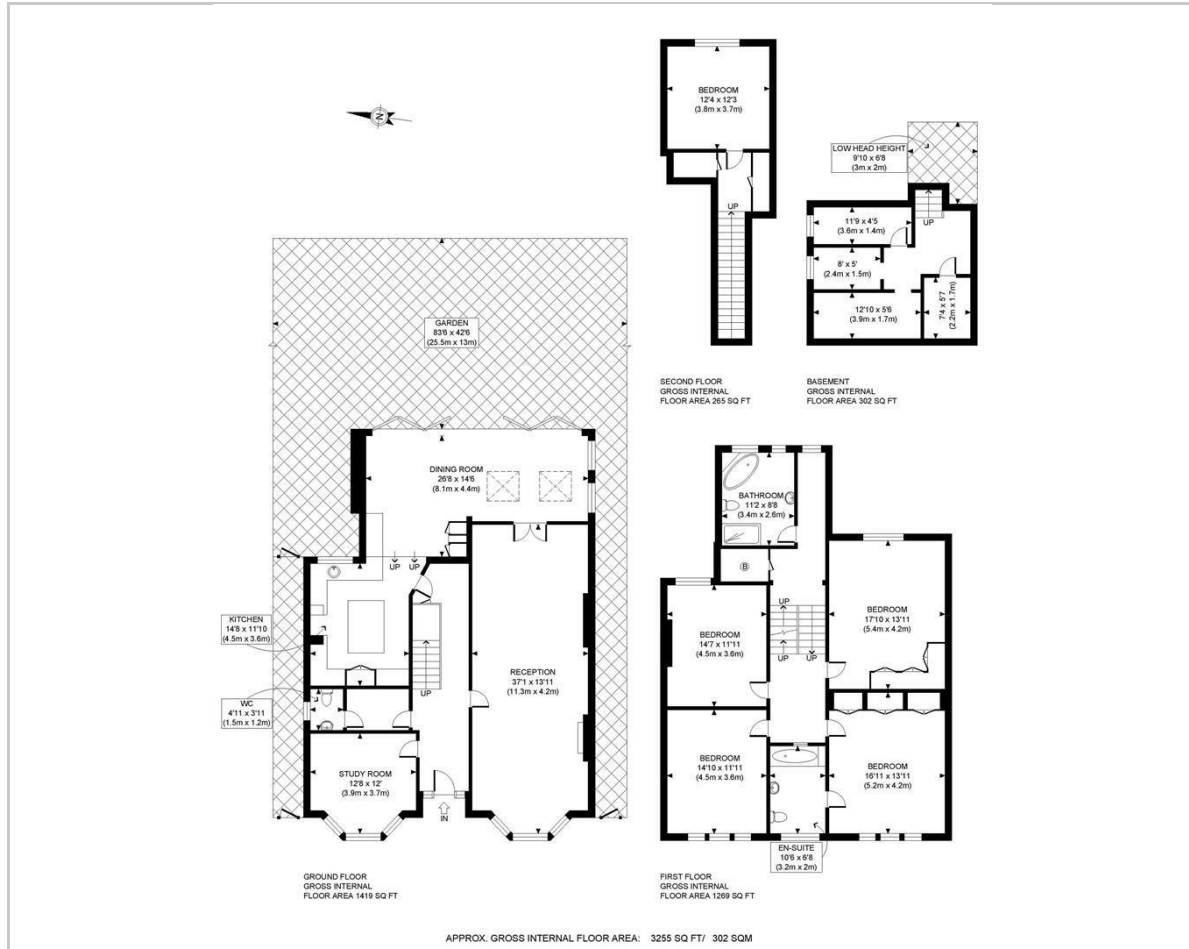 N
BEDROOM
12'4 x 12'3
(3.8m x 3.7m)
UP
LOW HEAD HEIGHT
9'10 x 6'8
(3m x 2m)
UP
11'9 x 4'5
(3.6m x 1.4m)
8' x 5'
(2.4m x 1.5m)
12'10 x 5'6
(3.9m x 1.7m)
7'4 x 5'7
(2.2m x 1.7m)
SECOND FLOOR
GROSS INTERNAL
FLOOR AREA 265 SQ FT
BASEMENT
GROSS INTERNAL
FLOOR AREA 302 SQ FT
GARDEN
83'6 x 42'6
(25.5m x 13m)
DINING ROOM
26'8 x 14'6
(8.1m x 4.4m)
UP
UP
KITCHEN
14'8 x 11'10
(4.5m x 3.6m)
UP
RECEPTION
37'1 x 13'11
(11.3m x 4.2m)
WC
4'11 x 3'11
(1.5m x 1.2m)
STUDY ROOM
12'8 x 12'
(3.9m x 3.7m)
IN
GROUND FLOOR
GROSS INTERNAL
FLOOR AREA 1419 SQ FT
BATHROOM
11'2 x 8'8
(3.4m x 2.6m)
B
UP
UP
UP
BEDROOM
14'7 x 11'11
(4.5m x 3.6m)
BEDROOM
17'10 x 13'11
(5.4m x 4.2m)
BEDROOM
14'10 x 11'11
(4.5m x 3.6m)
BEDROOM
16'11 x 13'11
(5.2m x 4.2m)
EN-SUITE
10'6 x 6'8
(3.2m x 2m)
FIRST FLOOR
GROSS INTERNAL
FLOOR AREA 1269 SQ FT
APPROX. GROSS INTERNAL FLOOR AREA: 3255 SQ FT/ 302 SQM